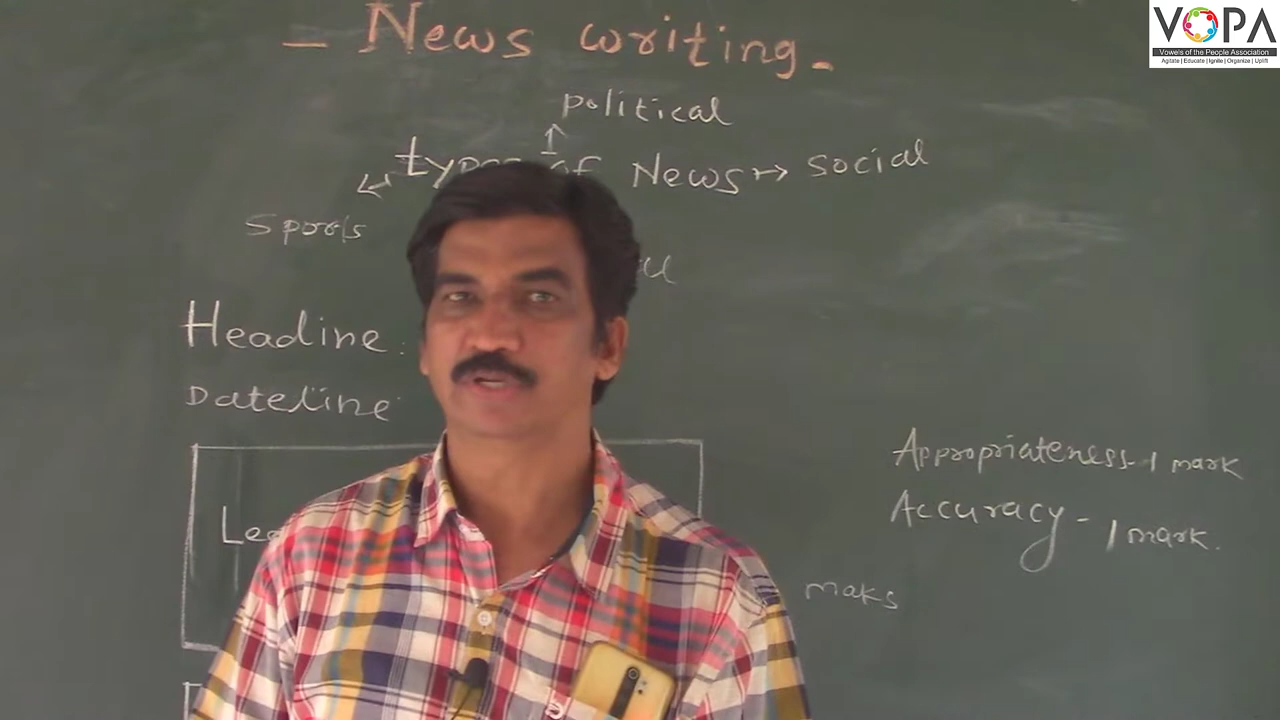 - News writing -
political
types of News → social
Sports
Headline:
Dateline
Appropriateness - 1 mark
Accuracy - 1 mark.
maks
VOPA
Vowels of the People Association
Agitate | Educate | Ignite | Organize | Uplift